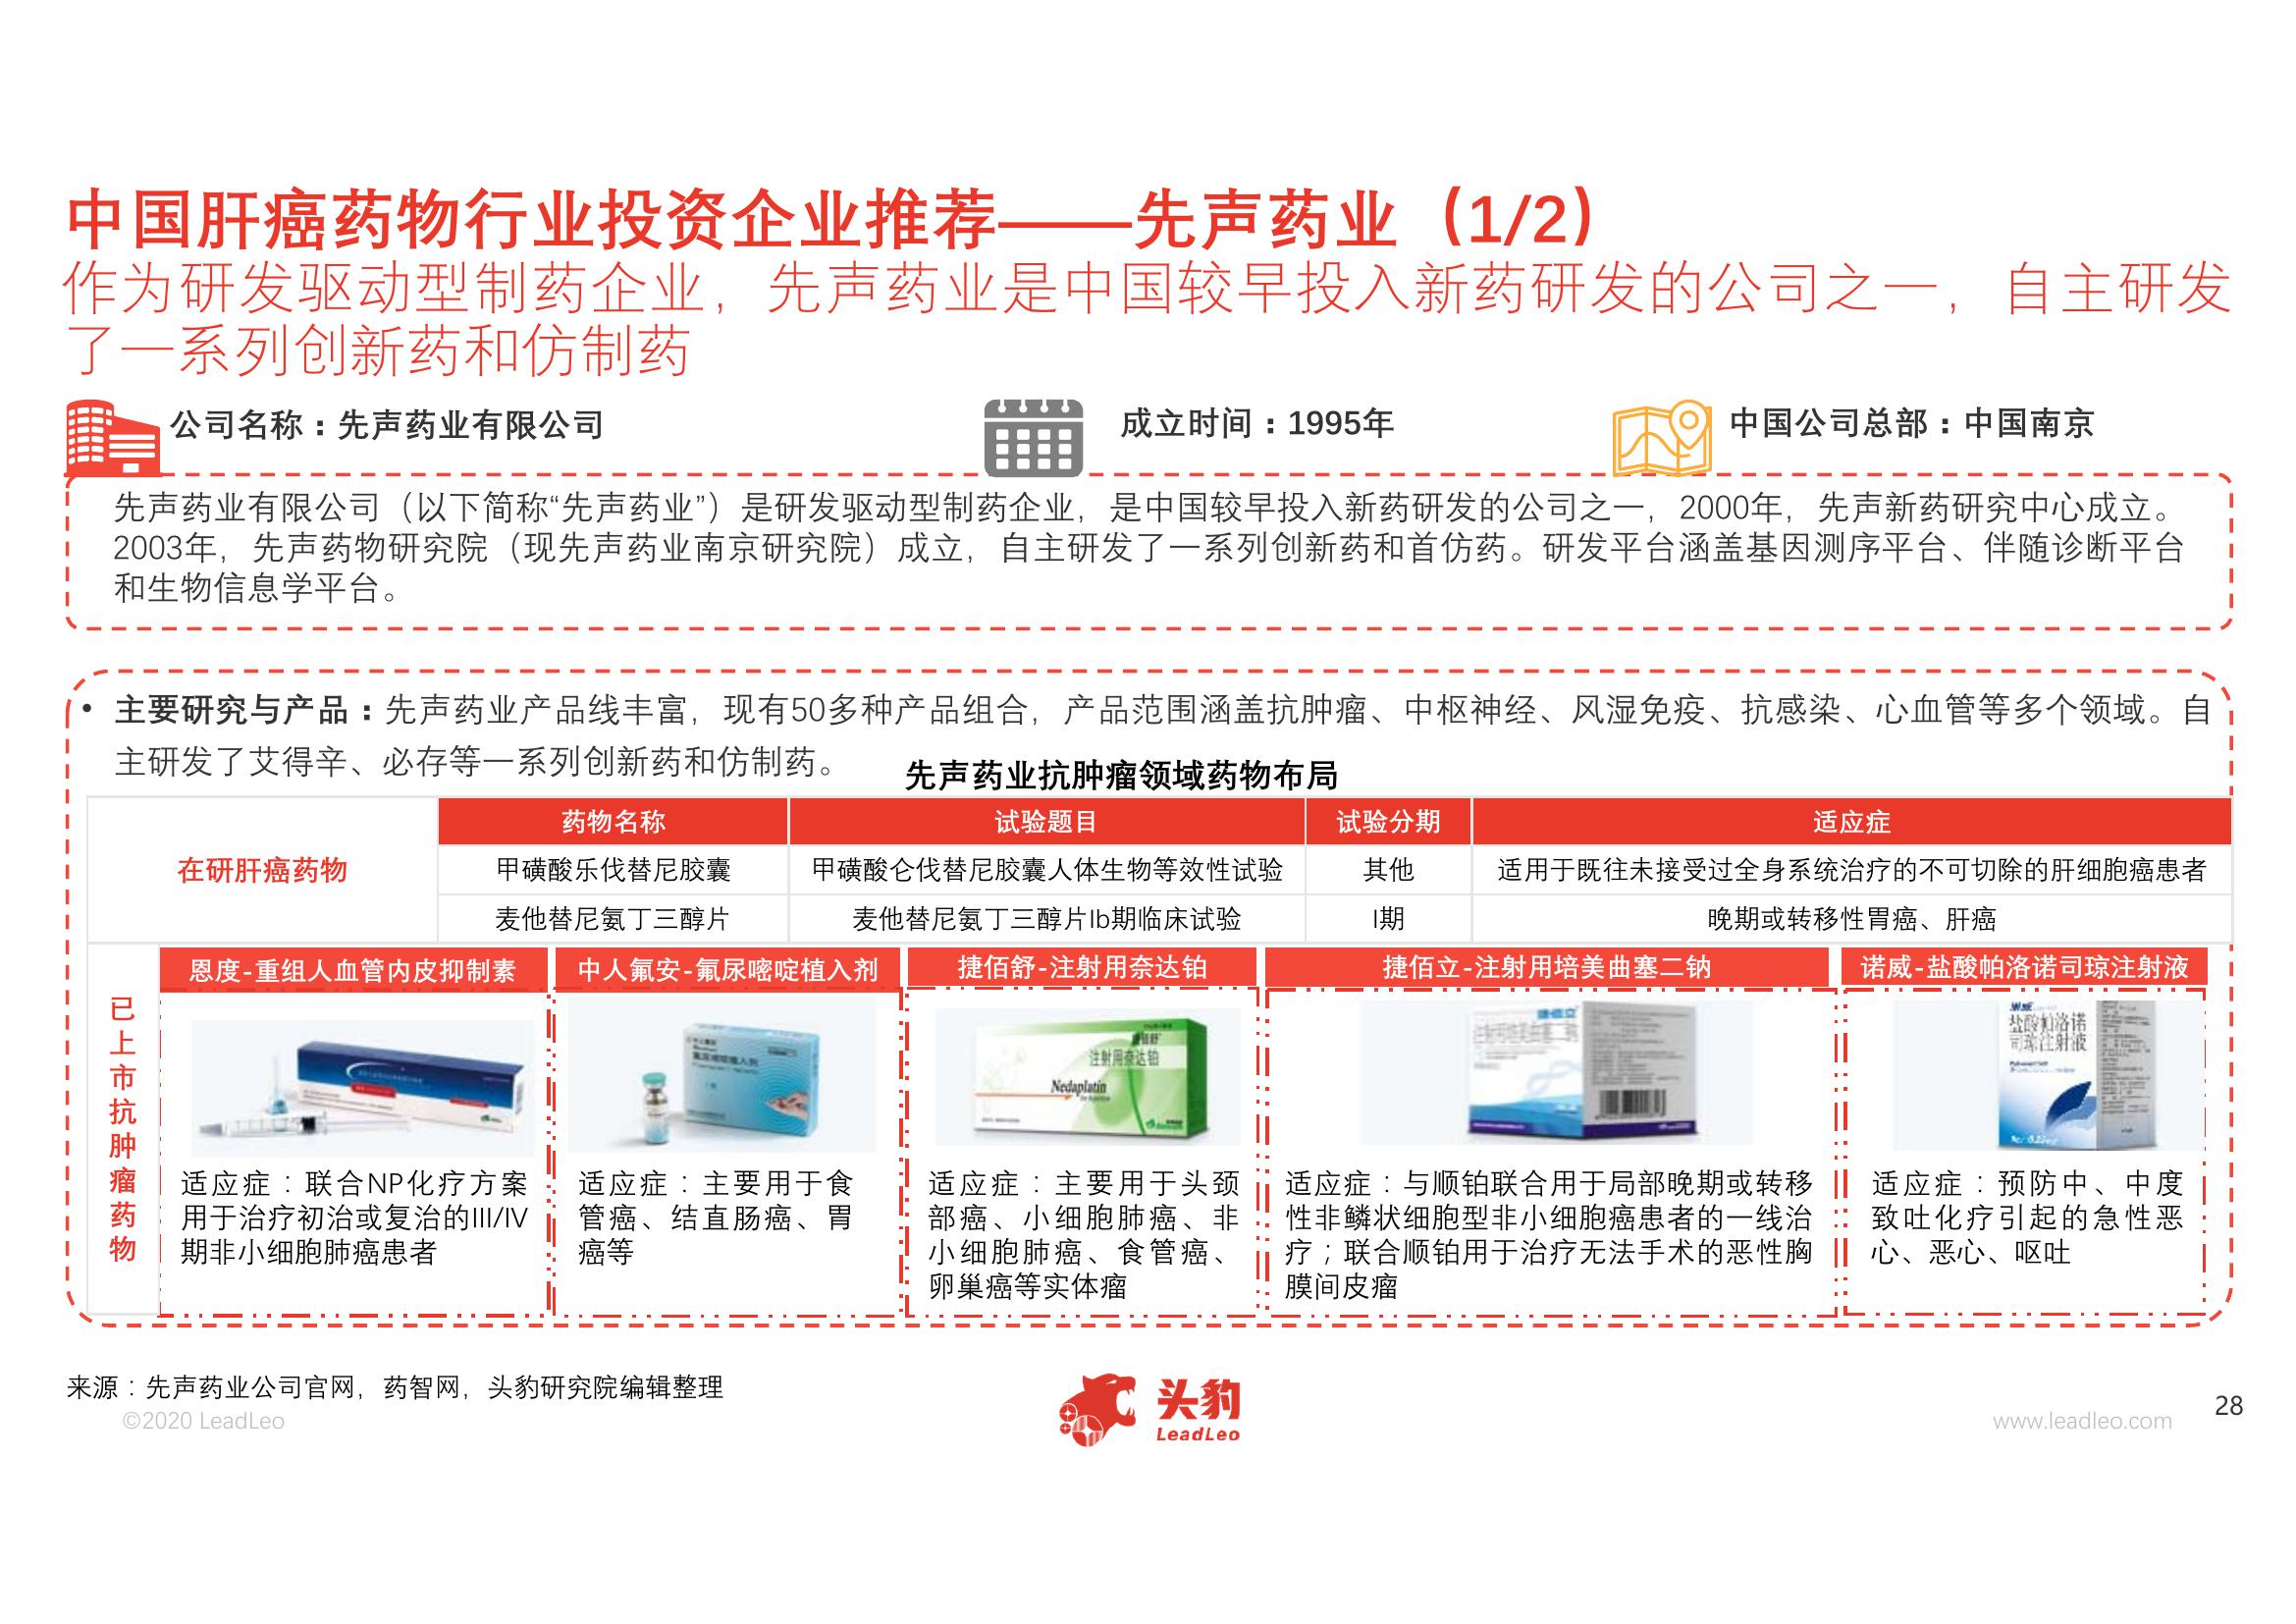 中国肝癌药物行业投资企业推荐——先声药业（1/2）
作为研发驱动型制药企业，先声药业是中国较早投入新药研发的公司之一，自主研发
了一系列创新药和仿制药
公司名称：先声药业有限公司
成立时间：1995年
中国公司总部：中国南京
先声药业有限公司（以下简称“先声药业”）是研发驱动型制药企业，是中国较早投入新药研发的公司之一，2000年，先声新药研究中心成立。
2003年，先声药物研究院（现先声药业南京研究院）成立，自主研发了一系列创新药和首仿药。研发平台涵盖基因测序平台、伴随诊断平台
和生物信息学平台。
• 主要研究与产品：先声药业产品线丰富，现有50多种产品组合，产品范围涵盖抗肿瘤、中枢神经、风湿免疫、抗感染、心血管等多个领域。自
主研发了艾得辛、必存等一系列创新药和仿制药。
先声药业抗肿瘤领域药物布局
在研肝癌药物
药物名称 试验题目 试验分期 适应症
甲磺酸乐伐替尼胶囊 甲磺酸仑伐替尼胶囊人体生物等效性试验 其他 适用于既往未接受过全身系统治疗的不可切除的肝细胞癌患者
麦他替尼氨丁三醇片 麦他替尼氨丁三醇片Ib期临床试验 I期 晚期或转移性胃癌、肝癌
已上市抗肿瘤药物
恩度-重组人血管内皮抑制素
适应症：联合NP化疗方案
用于治疗初治或复治的III/IV
期非小细胞肺癌患者
中人氟安-氟尿嘧啶植入剂
氟尿嘧啶植入剂
适应症：主要用于食
管癌、结直肠癌、胃
癌等
捷佰舒-注射用奈达铂
捷佰舒
注射用奈达铂
Nedaplatin
适应症：主要用于头颈
部癌、小细胞肺癌、非
小细胞肺癌、食管癌、
卵巢癌等实体瘤
捷佰立-注射用培美曲塞二钠
捷佰立
注射用培美曲塞二钠
适应症：与顺铂联合用于局部晚期或转移
性非鳞状细胞型非小细胞癌患者的一线治
疗；联合顺铂用于治疗无法手术的恶性胸
膜间皮瘤
诺威-盐酸帕洛诺司琼注射液
盐酸帕洛诺
司琼注射液
适应症：预防中、中度
致吐化疗引起的急性恶
心、恶心、呕吐
来源：先声药业公司官网，药智网，头豹研究院编辑整理
©2020 LeadLeo
头豹
LeadLeo
www.leadleo.com
28